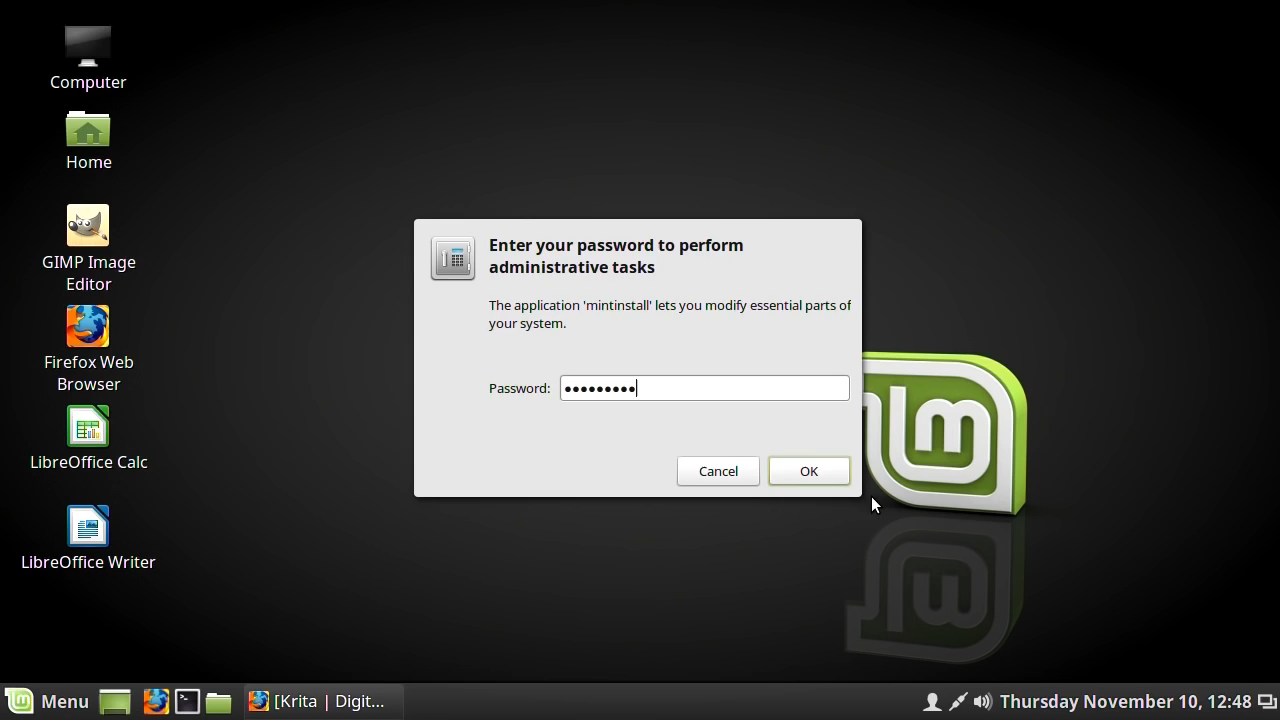 Computer
Home
GIMP Image
Editor
Firefox Web
Browser
LibreOffice Calc
LibreOffice Writer
Enter your password to perform
administrative tasks
The application 'mintinstall' lets you modify essential parts of
your system.
Password: ●●●●●●●●●
Cancel OK
Menu [Krita | Digit... Thursday November 10, 12:48